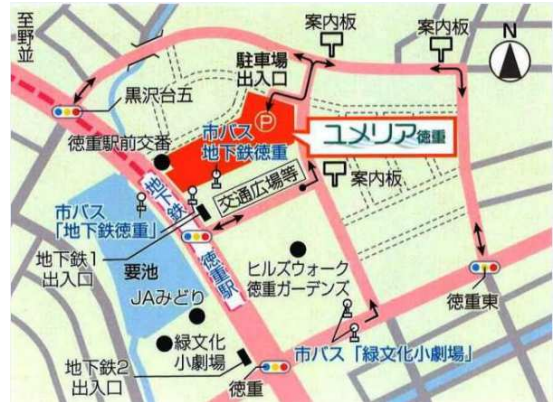 至野並
案内板
案内板
N
駐車場
出入口
黒沢台五
P
徳重駅前交番
市バス
地下鉄徳重
ユメリア徳重
地下鉄
交通広場等
案内板
市バス
「地下鉄徳重」
地下鉄1
出入口
要池
徳重駅
ヒルズウォーク
徳重ガーデンズ
JAみどり
徳重東
緑文化
小劇場
市バス「緑文化小劇場」
地下鉄2
出入口
徳重